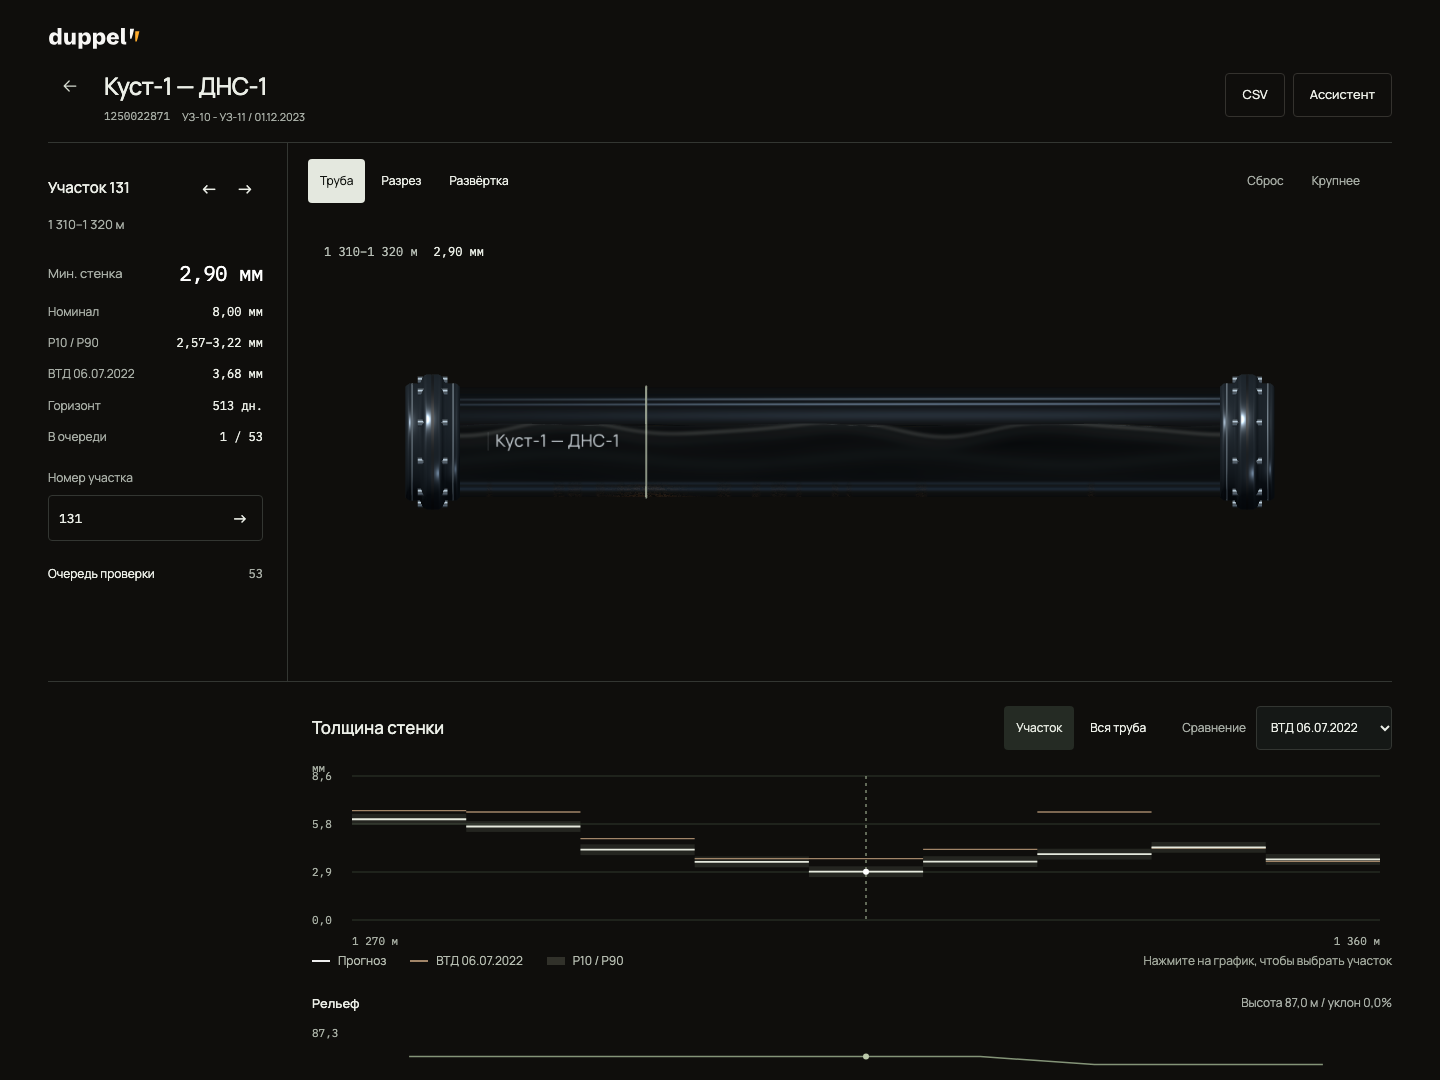 duppel
Куст-1 — ДНС-1
1250022871 УЗ-10 - УЗ-11 / 01.12.2023
CSV
Ассистент
Участок 131
1 310–1 320 м
Мин. стенка 2,90 мм
Номинал 8,00 мм
P10 / P90 2,57–3,22 мм
ВТД 06.07.2022 3,68 мм
Горизонт 513 дн.
В очереди 1 / 53
Номер участка
131
Очередь проверки 53
Труба Разрез Развёртка
Сброс Крупнее
1 310–1 320 м 2,90 мм
Куст-1 — ДНС-1
Толщина стенки
Участок Вся труба Сравнение ВТД 06.07.2022
мм
8,6
5,8
2,9
0,0
1 270 м 1 360 м
Прогноз ВТД 06.07.2022 P10 / P90
Нажмите на график, чтобы выбрать участок
Рельеф
Высота 87,0 м / уклон 0,0%
87,3